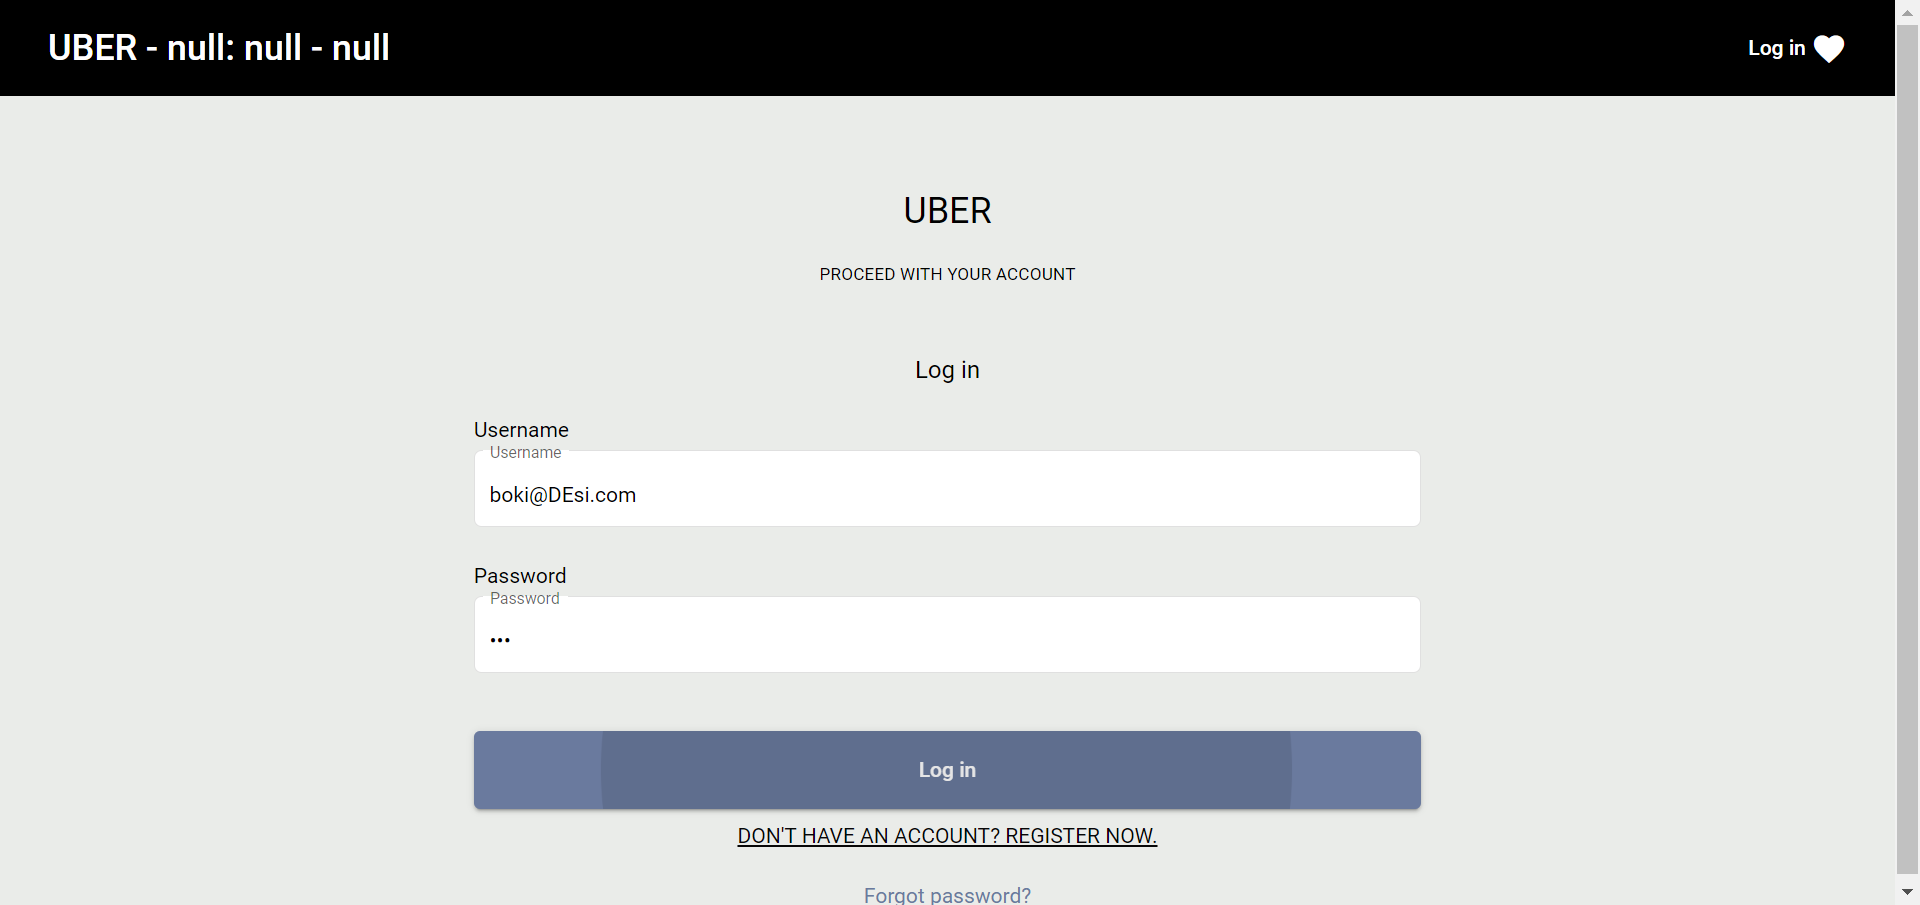 UBER - null: null - null
Log in
UBER
PROCEED WITH YOUR ACCOUNT
Log in
Username
Username
boki@DEsi.com
Password
Password
•••
Log in
DON'T HAVE AN ACCOUNT? REGISTER NOW.
Forgot password?